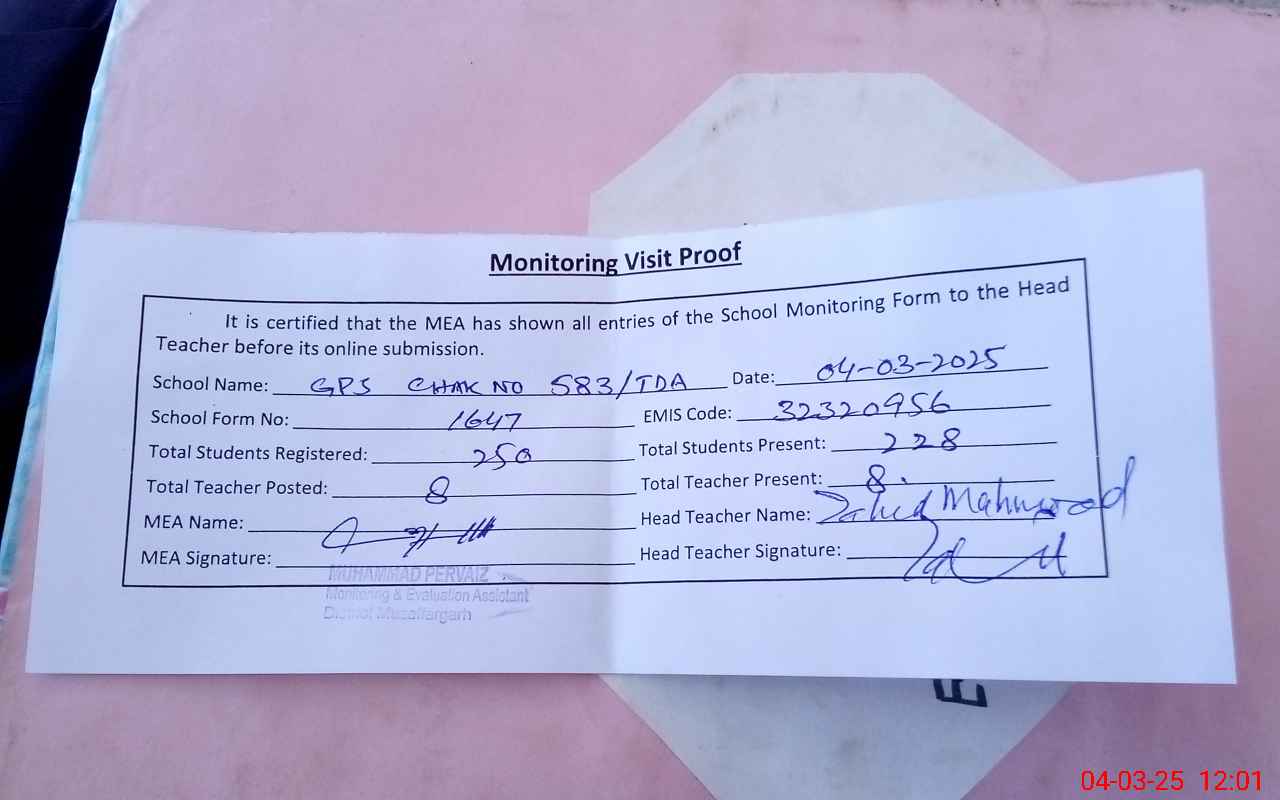 Monitoring Visit Proof
It is certified that the MEA has shown all entries of the School Monitoring Form to the Head
Teacher before its online submission.
School Name: GPS CHAK NO 583/TDA Date: 04-03-2025
School Form No: 1647 EMIS Code: 32320956
Total Students Registered: 250 Total Students Present: 228
Total Teacher Posted: 8 Total Teacher Present: 8.
MEA Name: Head Teacher Name: Zahid Mahmood
MEA Signature: Head Teacher Signature:
MUHAMMAD PERVAIZ
Monitoring & Evaluation Assistant
District Muzaffargarh
E
04-03-25 12:01